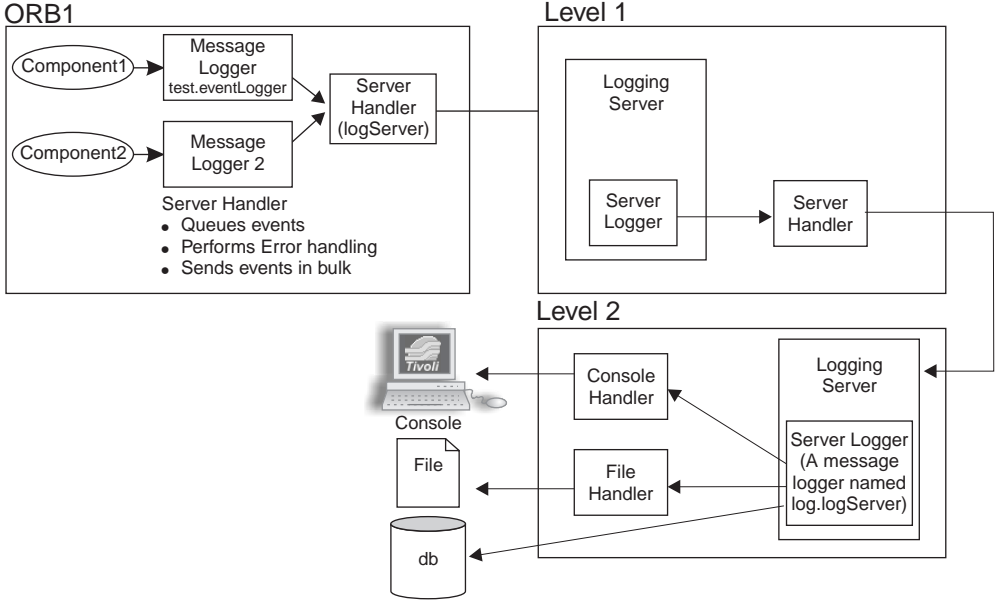 ORB1
Component1
Message
Logger
test.eventLogger
Server
Handler
(logServer)
Component2
Message
Logger 2
Server Handler
• Queues events
• Performs Error handling
• Sends events in bulk
Level 1
Logging
Server
Server
Logger
Server
Handler
Level 2
Tivoli
Console
File
db
Console
Handler
File
Handler
Logging
Server
Server Logger
(A message
logger named
log.logServer)